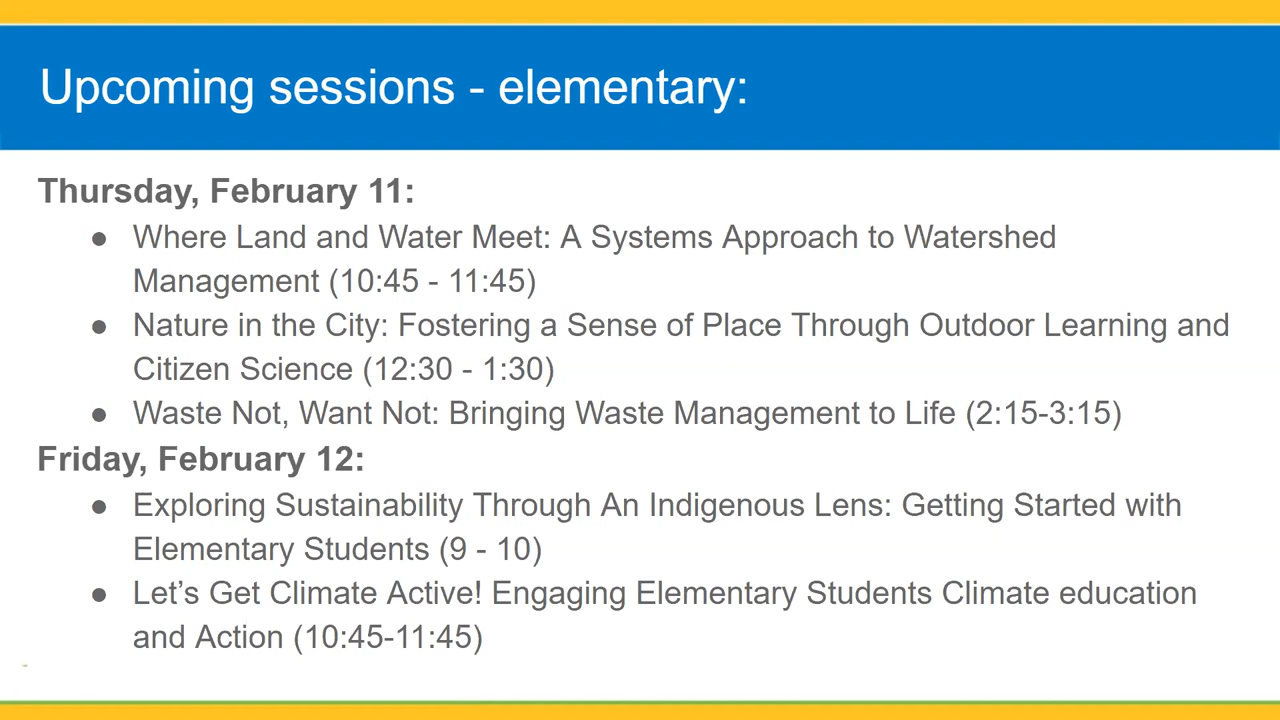 Upcoming sessions - elementary:
Thursday, February 11:
● Where Land and Water Meet: A Systems Approach to Watershed
Management (10:45 - 11:45)
● Nature in the City: Fostering a Sense of Place Through Outdoor Learning and
Citizen Science (12:30 - 1:30)
● Waste Not, Want Not: Bringing Waste Management to Life (2:15-3:15)
Friday, February 12:
● Exploring Sustainability Through An Indigenous Lens: Getting Started with
Elementary Students (9 - 10)
● Let’s Get Climate Active! Engaging Elementary Students Climate education
and Action (10:45-11:45)